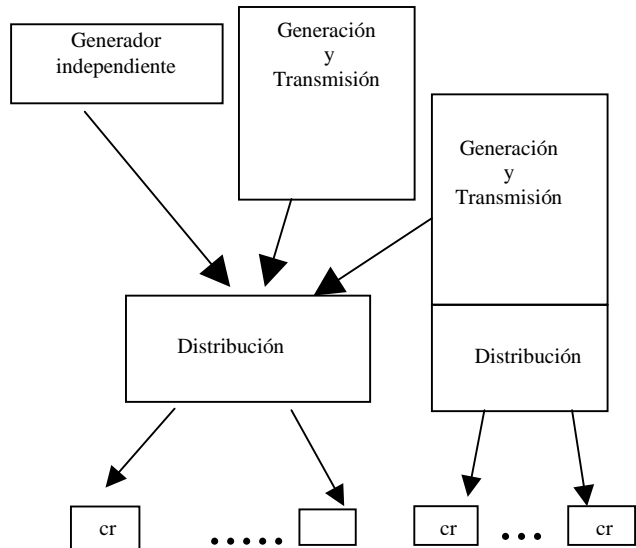 Generador
independiente
Generación
y
Transmisión
Generación
y
Transmisión
Distribución
Distribución
cr
cr
cr